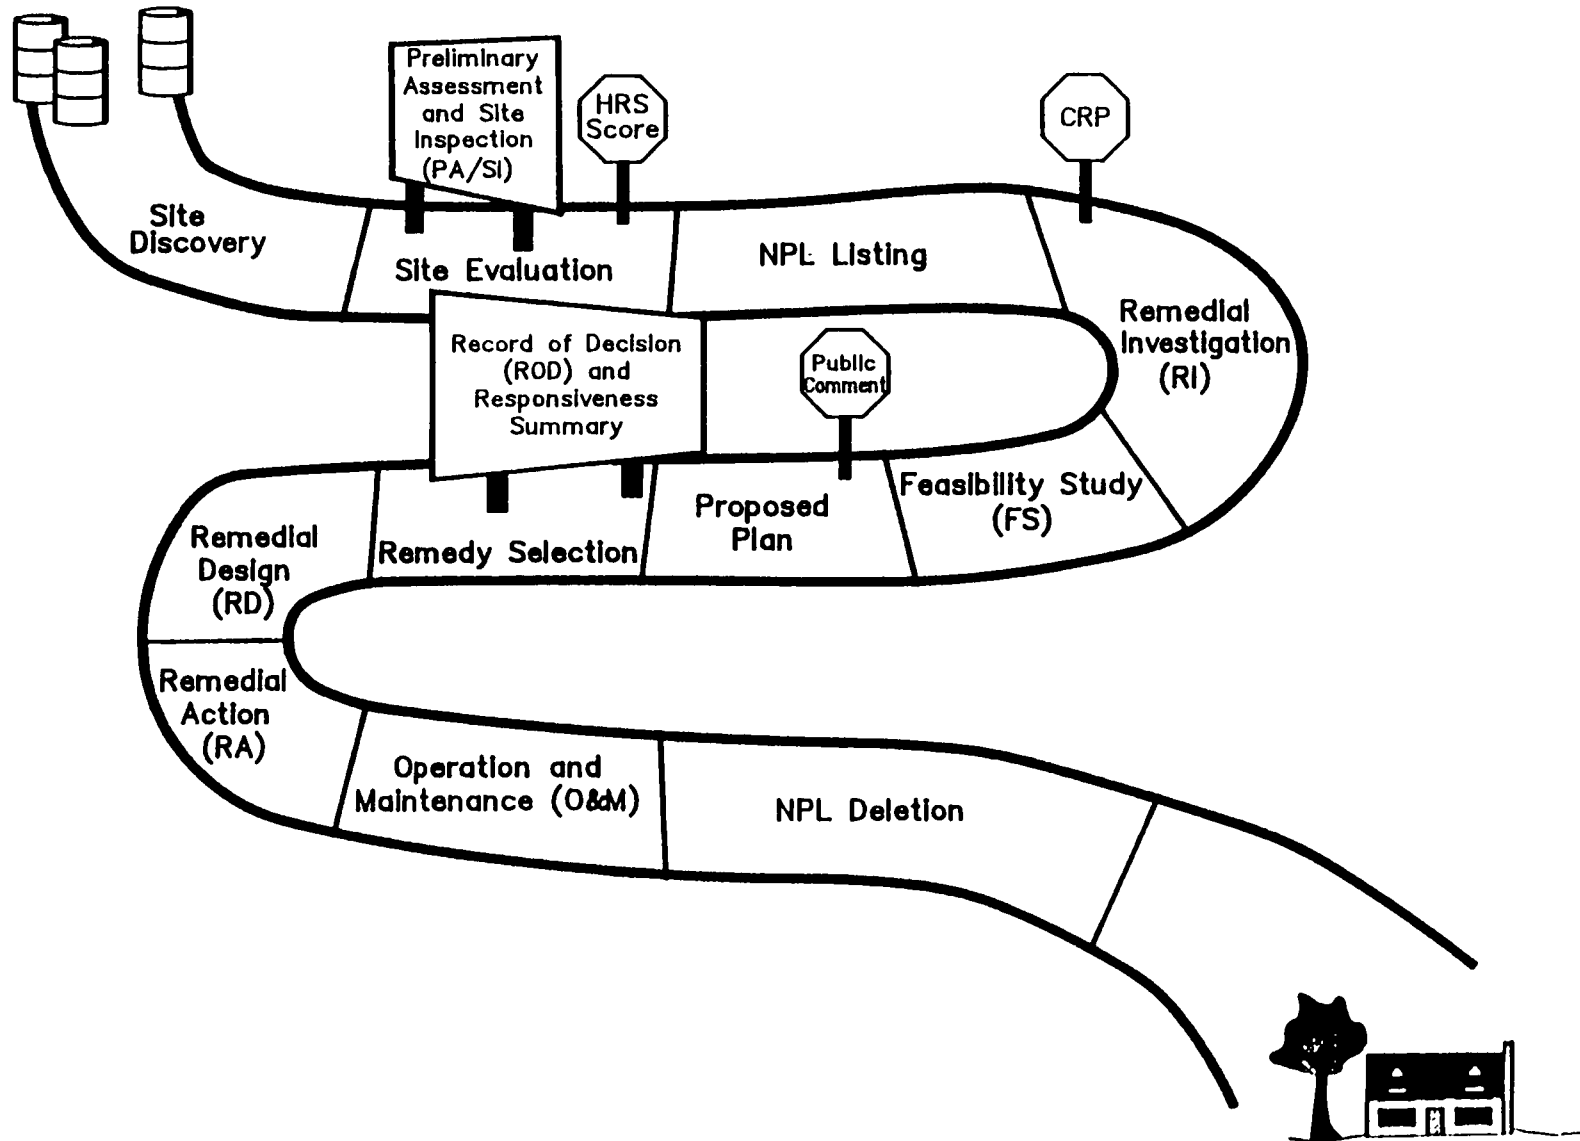 Preliminary
Assessment
and Site
Inspection
(PA/SI)
HRS
Score
CRP
Site
Discovery
Site Evaluation
NPL Listing
Remedial
Investigation
(RI)
Record of Decision
(ROD) and
Responsiveness
Summary
Public
Comment
Feasibility Study
(FS)
Proposed
Plan
Remedy Selection
Remedial
Design
(RD)
Remedial
Action
(RA)
Operation and
Maintenance (O&M)
NPL Deletion